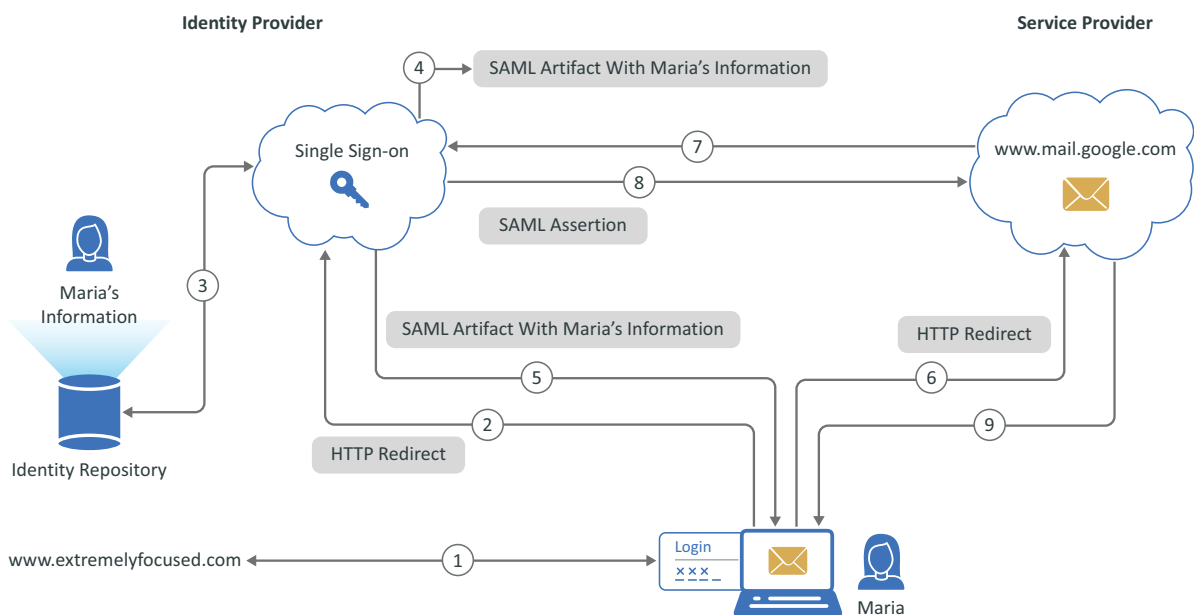 Identity Provider
Service Provider
4
SAML Artifact With Maria's Information
Single Sign-on
7
www.mail.google.com
8
SAML Assertion
3
Maria's
Information
SAML Artifact With Maria's Information
HTTP Redirect
5
6
2
9
HTTP Redirect
Identity Repository
www.extremelyfocused.com
1
Login
×××
Maria